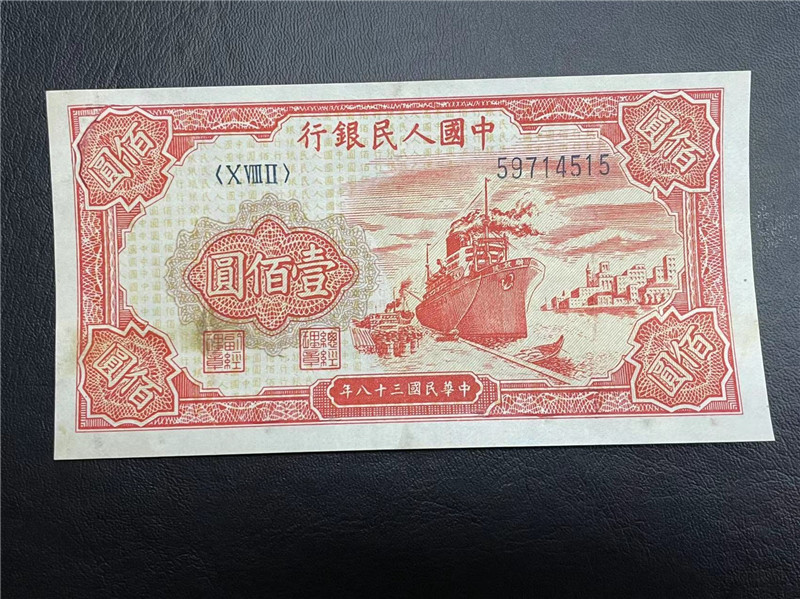 中國人民銀行
〈XⅧⅡ〉
59714515
壹佰圓
佰圓
佰圓
佰圓
佰圓
總經理章
副經理章
中華民國三十八年